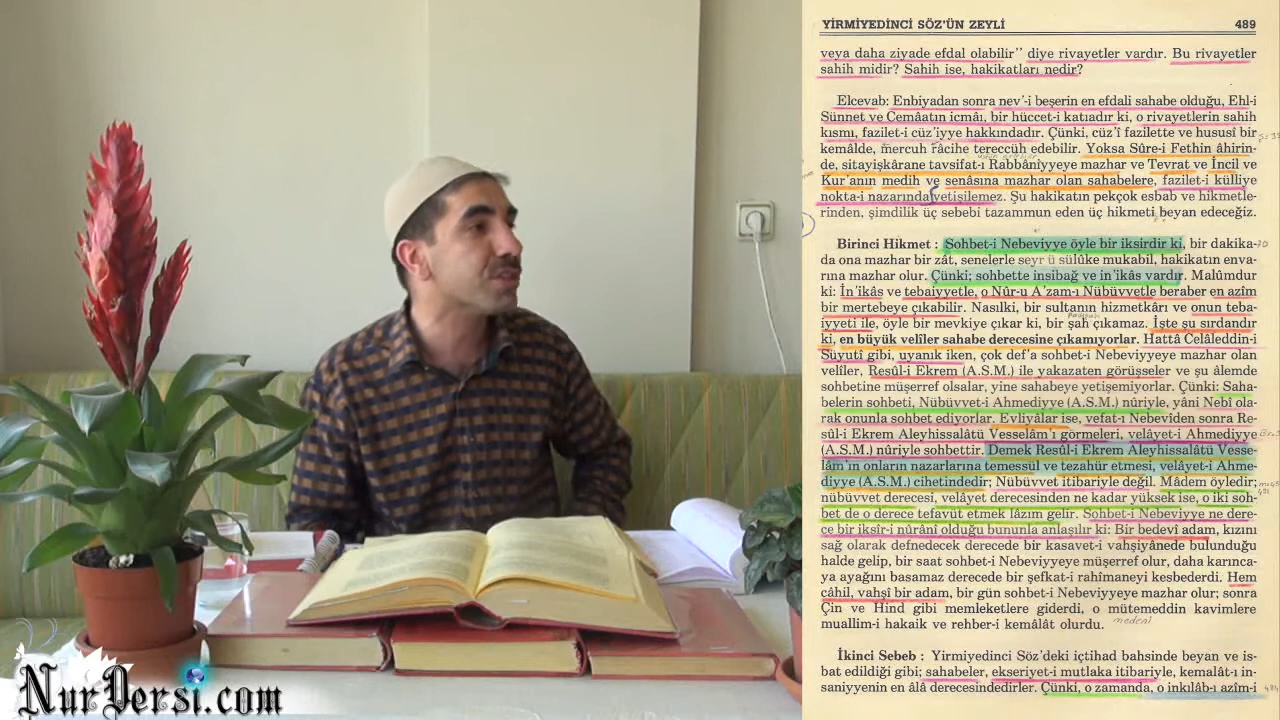 YİRMİYEDİNCİ SÖZ'ÜN ZEYLİ 489
veya daha ziyade efdal olabilir'' diye rivayetler vardır. Bu rivayetler
sahih midir? Sahih ise, hakikatları nedir?
Elcevab: Enbiyadan sonra nev'-i beşerin en efdali sahabe olduğu, Ehl-i
Sünnet ve Cemâatın icmâı, bir hüccet-i katıadır ki, o rivayetlerin sahih
kısmı, fazilet-i cüz'iyye hakkındadır. Çünki, cüz'î fazilette ve hususî bir
kemâlde, mercuh râcihe tereccüh edebilir. Yoksa Sûre-i Fethin âhirin-
de, sitayişkârane tavsifat-ı Rabbâniyyeye mazhar ve Tevrat ve İncil ve
Kur'anın medih ve senâsına mazhar olan sahabelere, fazilet-i külliye
nokta-i nazarında yetişilemez. Şu hakikatın pekçok esbab ve hikmetle-
rinden, şimdilik üç sebebi tazammun eden üç hikmeti beyan edeceğiz.
Birinci Hikmet : Sohbet-i Nebeviyye öyle bir iksirdir ki, bir dakika-
da ona mazhar bir zât, senelerle seyr ü sülûke mukabil, hakikatın enva-
rına mazhar olur. Çünki; sohbette insibağ ve in'ikâs vardır. Malûmdur
ki: İn'ikâs ve tebaiyyetle, o Nûr-u A'zam-ı Nübüvvetle beraber en azîm
bir mertebeye çıkabilir. Nasılki, bir sultanın hizmetkârı ve onun teba-
iyyeti ile, öyle bir mevkiye çıkar ki, bir şah çıkamaz. İşte şu sırdandır
ki, en büyük velîler sahabe derecesine çıkamıyorlar. Hattâ Celâleddin-i
Süyutî gibi, uyanık iken, çok def'a sohbet-i Nebeviyyeye mazhar olan
velîler, Resûl-i Ekrem (A.S.M.) ile yakazaten görüşseler ve şu âlemde
sohbetine müşerref olsalar, yine sahabeye yetişemiyorlar. Çünki: Saha-
belerin sohbeti, Nübüvvet-i Ahmediyye (A.S.M.) nûriyle, yâni Nebî ola-
rak onunla sohbet ediyorlar. Evliyâlar ise, vefat-ı Nebevîden sonra Re-
sûl-i Ekrem Aleyhissalâtü Vesselâm'ı görmeleri, velâyet-i Ahmediyye
(A.S.M.) nûriyle sohbettir. Demek Resûl-i Ekrem Aleyhissalâtü Vesse-
lâm'ın onların nazarlarına temessül ve tezahür etmesi, velâyet-i Ahme-
diyye (A.S.M.) cihetindedir; Nübüvvet itibariyle değil. Mâdem öyledir;
nübüvvet derecesi, velâyet derecesinden ne kadar yüksek ise, o iki soh-
bet de o derece tefavüt etmek lâzım gelir. Sohbet-i Nebeviyye ne dere-
ce bir iksîr-i nûrânî olduğu bununla anlaşılır ki: Bir bedevî adam, kızını
sağ olarak defnedecek derecede bir kasavet-i vahşiyânede bulunduğu
halde gelip, bir saat sohbet-i Nebeviyyeye müşerref olur, daha karınca-
ya ayağını basamaz derecede bir şefkat-i rahîmaneyi kesbederdi. Hem
câhil, vahşî bir adam, bir gün sohbet-i Nebeviyyeye mazhar olur; sonra
Çin ve Hind gibi memleketlere giderdi, o mütemeddin kavimlere
muallim-i hakaik ve rehber-i kemâlât olurdu.
medenî
İkinci Sebeb : Yirmiyedinci Söz'deki içtihad bahsinde beyan ve is-
bat edildiği gibi; sahabeler, ekseriyet-i mutlaka itibariyle, kemalât-ı in-
saniyyenin en âlâ derecesindedirler. Çünki, o zamanda, o inkılâb-ı azîm-i
NurDersi.com